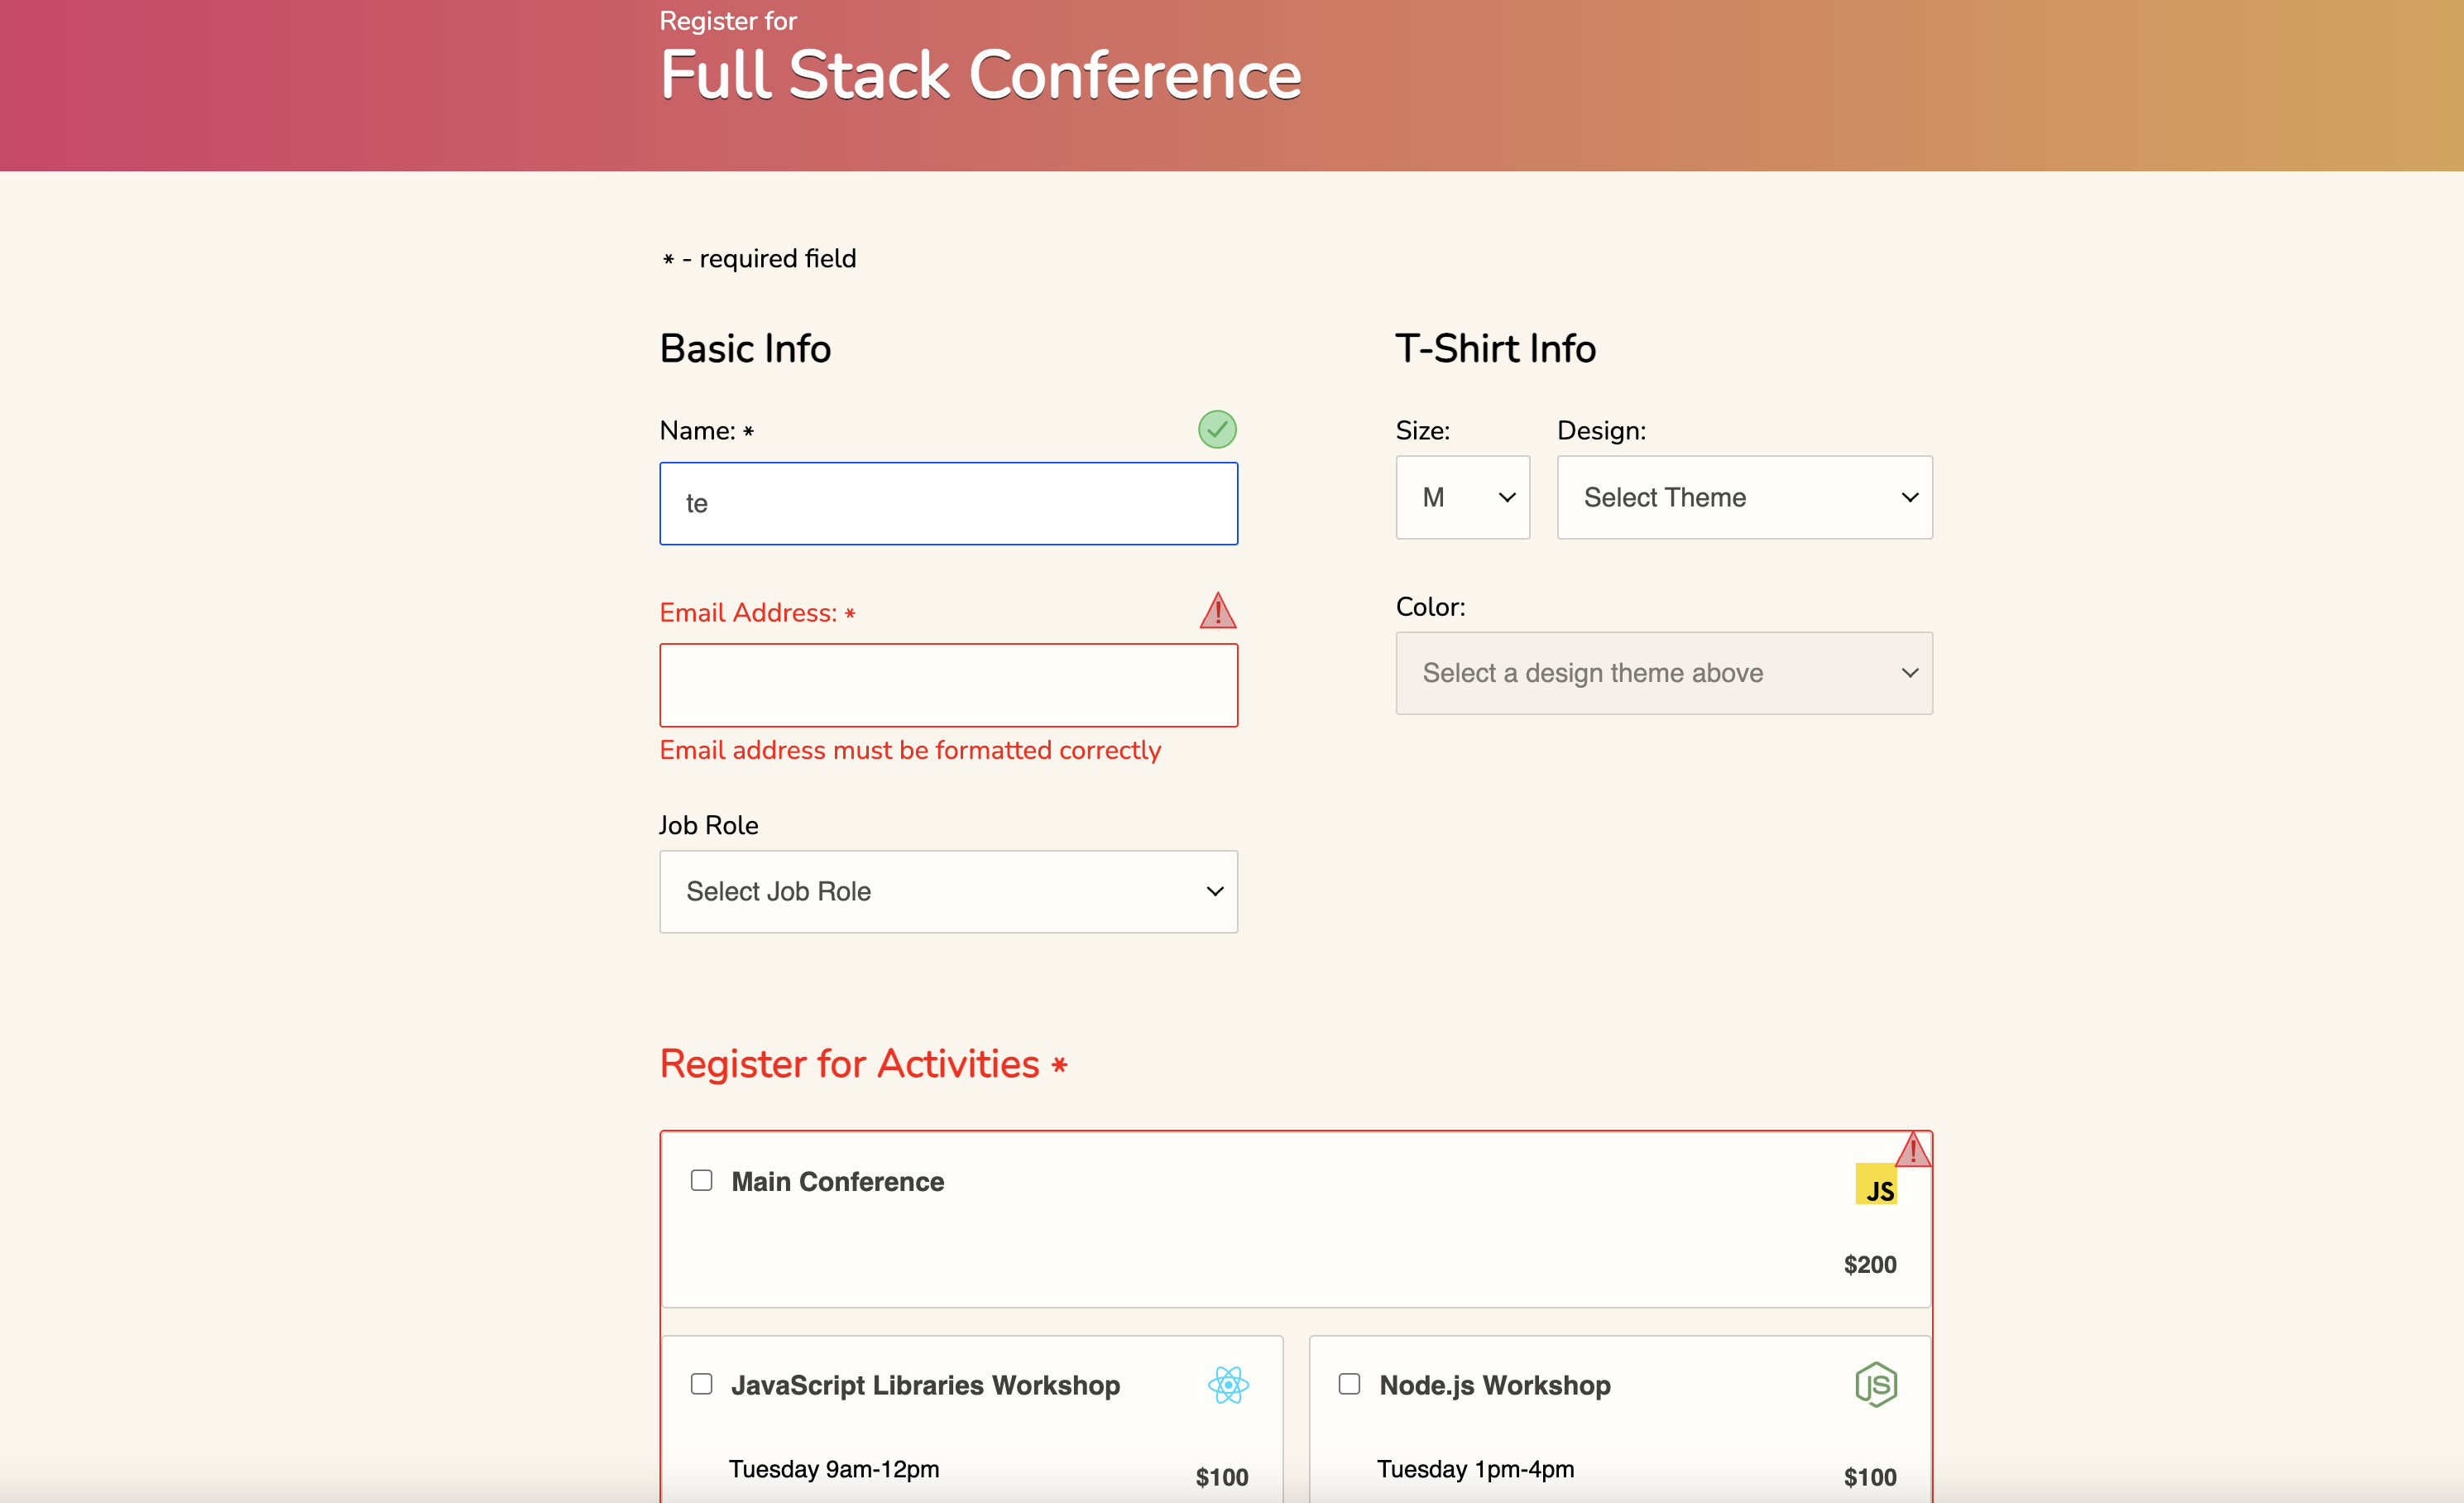 Register for
Full Stack Conference
* - required field
Basic Info
Name: *
te
Email Address: *
!
Email address must be formatted correctly
Job Role
Select Job Role
T-Shirt Info
Size:
Design:
M
Select Theme
Color:
Select a design theme above
Register for Activities *
!
Main Conference
JS
$200
JavaScript Libraries Workshop
Tuesday 9am-12pm
$100
Node.js Workshop
JS
Tuesday 1pm-4pm
$100